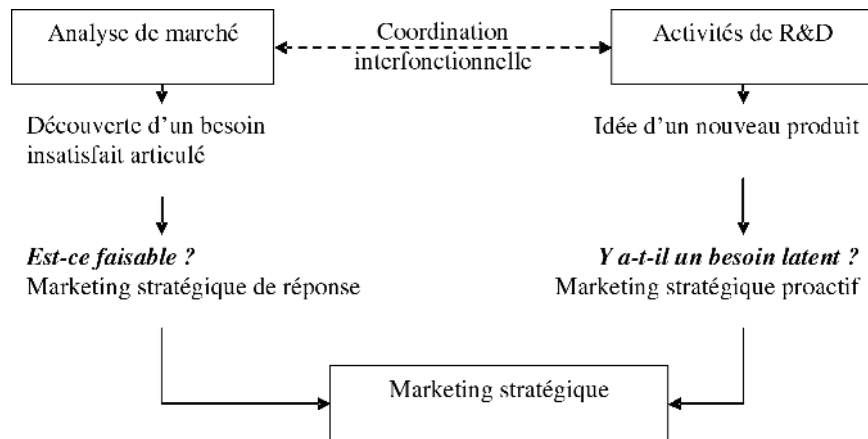 Analyse de marché
Coordination
interfonctionnelle
Activités de R&D
Découverte d'un besoin
insatisfait articulé
Idée d'un nouveau produit
Est-ce faisable ?
Marketing stratégique de réponse
Y a-t-il un besoin latent ?
Marketing stratégique proactif
Marketing stratégique